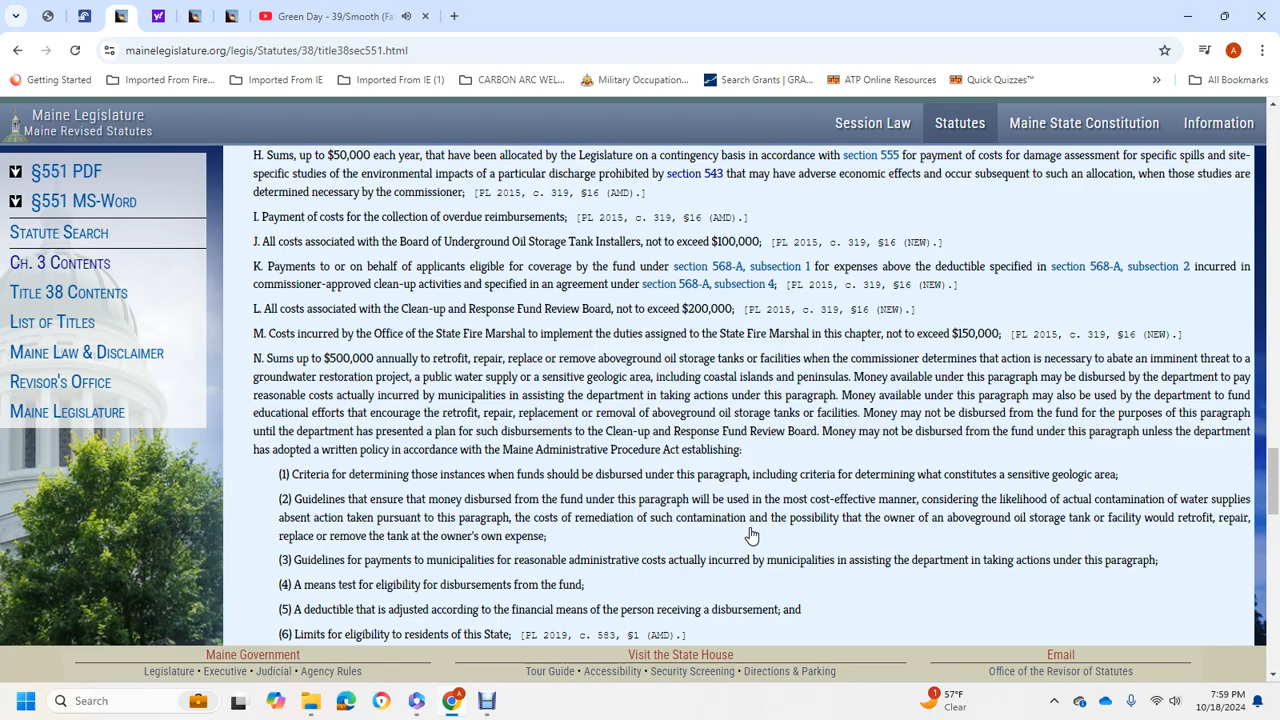 Green Day - 39/Smooth (Fa
mainelegislature.org/legis/Statutes/38/title38sec551.html
A
Getting Started
Imported From Fire...
Imported From IE
Imported From IE (1)
CARBON ARC WEL...
Military Occupation...
Search Grants | GRA...
ATP Online Resources
Quick Quizzes™
All Bookmarks
Maine Legislature
Maine Revised Statutes
Session Law
Statutes
Maine State Constitution
Information
§551 PDF
§551 MS-Word
Statute Search
Ch. 3 Contents
Title 38 Contents
List of Titles
Maine Law & Disclaimer
Revisor's Office
Maine Legislature
H. Sums, up to $50,000 each year, that have been allocated by the Legislature on a contingency basis in accordance with section 555 for payment of costs for damage assessment for specific spills and site-
specific studies of the environmental impacts of a particular discharge prohibited by section 543 that may have adverse economic effects and occur subsequent to such an allocation, when those studies are
determined necessary by the commissioner; [PL 2015, c. 319, §16 (AMD).]
I. Payment of costs for the collection of overdue reimbursements; [PL 2015, c. 319, §16 (AMD).]
J. All costs associated with the Board of Underground Oil Storage Tank Installers, not to exceed $100,000; [PL 2015, c. 319, §16 (NEW).]
K. Payments to or on behalf of applicants eligible for coverage by the fund under section 568-A, subsection 1 for expenses above the deductible specified in section 568-A, subsection 2 incurred in
commissioner-approved clean-up activities and specified in an agreement under section 568-A, subsection 4; [PL 2015, c. 319, §16 (NEW).]
L. All costs associated with the Clean-up and Response Fund Review Board, not to exceed $200,000; [PL 2015, c. 319, §16 (NEW).]
M. Costs incurred by the Office of the State Fire Marshal to implement the duties assigned to the State Fire Marshal in this chapter, not to exceed $150,000; [PL 2015, c. 319, §16 (NEW).]
N. Sums up to $500,000 annually to retrofit, repair, replace or remove aboveground oil storage tanks or facilities when the commissioner determines that action is necessary to abate an imminent threat to a
groundwater restoration project, a public water supply or a sensitive geologic area, including coastal islands and peninsulas. Money available under this paragraph may be disbursed by the department to pay
reasonable costs actually incurred by municipalities in assisting the department in taking actions under this paragraph. Money available under this paragraph may also be used by the department to fund
educational efforts that encourage the retrofit, repair, replacement or removal of aboveground oil storage tanks or facilities. Money may not be disbursed from the fund for the purposes of this paragraph
until the department has presented a plan for such disbursements to the Clean-up and Response Fund Review Board. Money may not be disbursed from the fund under this paragraph unless the department
has adopted a written policy in accordance with the Maine Administrative Procedure Act establishing:
(1) Criteria for determining those instances when funds should be disbursed under this paragraph, including criteria for determining what constitutes a sensitive geologic area;
(2) Guidelines that ensure that money disbursed from the fund under this paragraph will be used in the most cost-effective manner, considering the likelihood of actual contamination of water supplies
absent action taken pursuant to this paragraph, the costs of remediation of such contamination and the possibility that the owner of an aboveground oil storage tank or facility would retrofit, repair,
replace or remove the tank at the owner's own expense;
(3) Guidelines for payments to municipalities for reasonable administrative costs actually incurred by municipalities in assisting the department in taking actions under this paragraph;
(4) A means test for eligibility for disbursements from the fund;
(5) A deductible that is adjusted according to the financial means of the person receiving a disbursement; and
(6) Limits for eligibility to residents of this State; [PL 2019, c. 583, §1 (AMD).]
Maine Government
Legislature • Executive • Judicial • Agency Rules
Visit the State House
Tour Guide • Accessibility • Security Screening • Directions & Parking
Email
Office of the Revisor of Statutes
Search
1
57°F
Clear
7:59 PM
10/18/2024